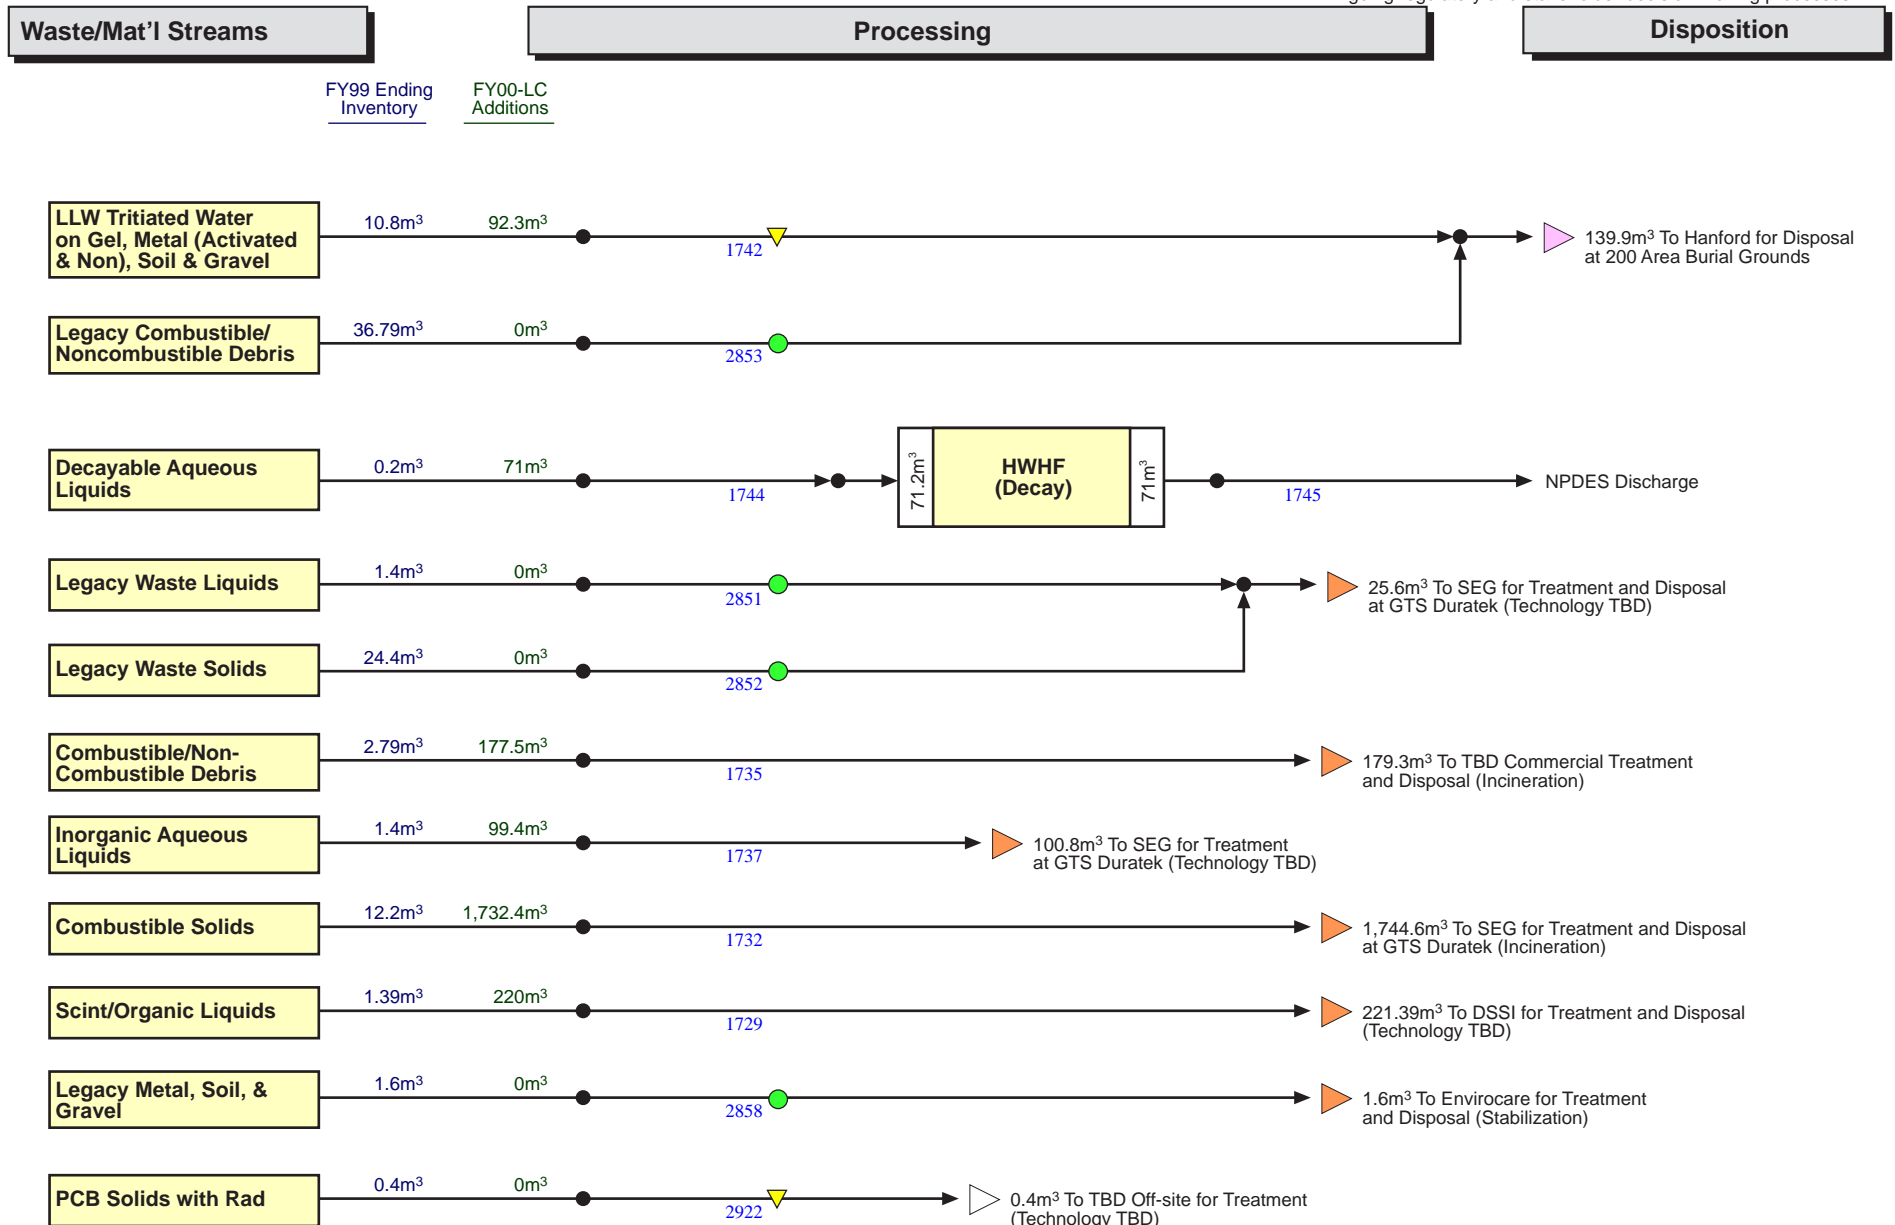 Waste/Mat'l Streams
Processing
Disposition
FY99 Ending
Inventory
FY00-LC
Additions
LLW Tritiated Water
on Gel, Metal (Activated
& Non), Soil & Gravel
10.8m³
92.3m³
1742
139.9m³ To Hanford for Disposal
at 200 Area Burial Grounds
Legacy Combustible/
Noncombustible Debris
36.79m³
0m³
2853
Decayable Aqueous
Liquids
0.2m³
71m³
1744
71.2m³
HWHF
(Decay)
71m³
1745
NPDES Discharge
Legacy Waste Liquids
1.4m³
0m³
2851
25.6m³ To SEG for Treatment and Disposal
at GTS Duratek (Technology TBD)
Legacy Waste Solids
24.4m³
0m³
2852
Combustible/Non-
Combustible Debris
2.79m³
177.5m³
1735
179.3m³ To TBD Commercial Treatment
and Disposal (Incineration)
Inorganic Aqueous
Liquids
1.4m³
99.4m³
1737
100.8m³ To SEG for Treatment
at GTS Duratek (Technology TBD)
Combustible Solids
12.2m³
1,732.4m³
1732
1,744.6m³ To SEG for Treatment and Disposal
at GTS Duratek (Incineration)
Scint/Organic Liquids
1.39m³
220m³
1729
221.39m³ To DSSI for Treatment and Disposal
(Technology TBD)
Legacy Metal, Soil, &
Gravel
1.6m³
0m³
2858
1.6m³ To Envirocare for Treatment
and Disposal (Stabilization)
PCB Solids with Rad
0.4m³
0m³
2922
0.4m³ To TBD Off-site for Treatment
(Technology TBD)